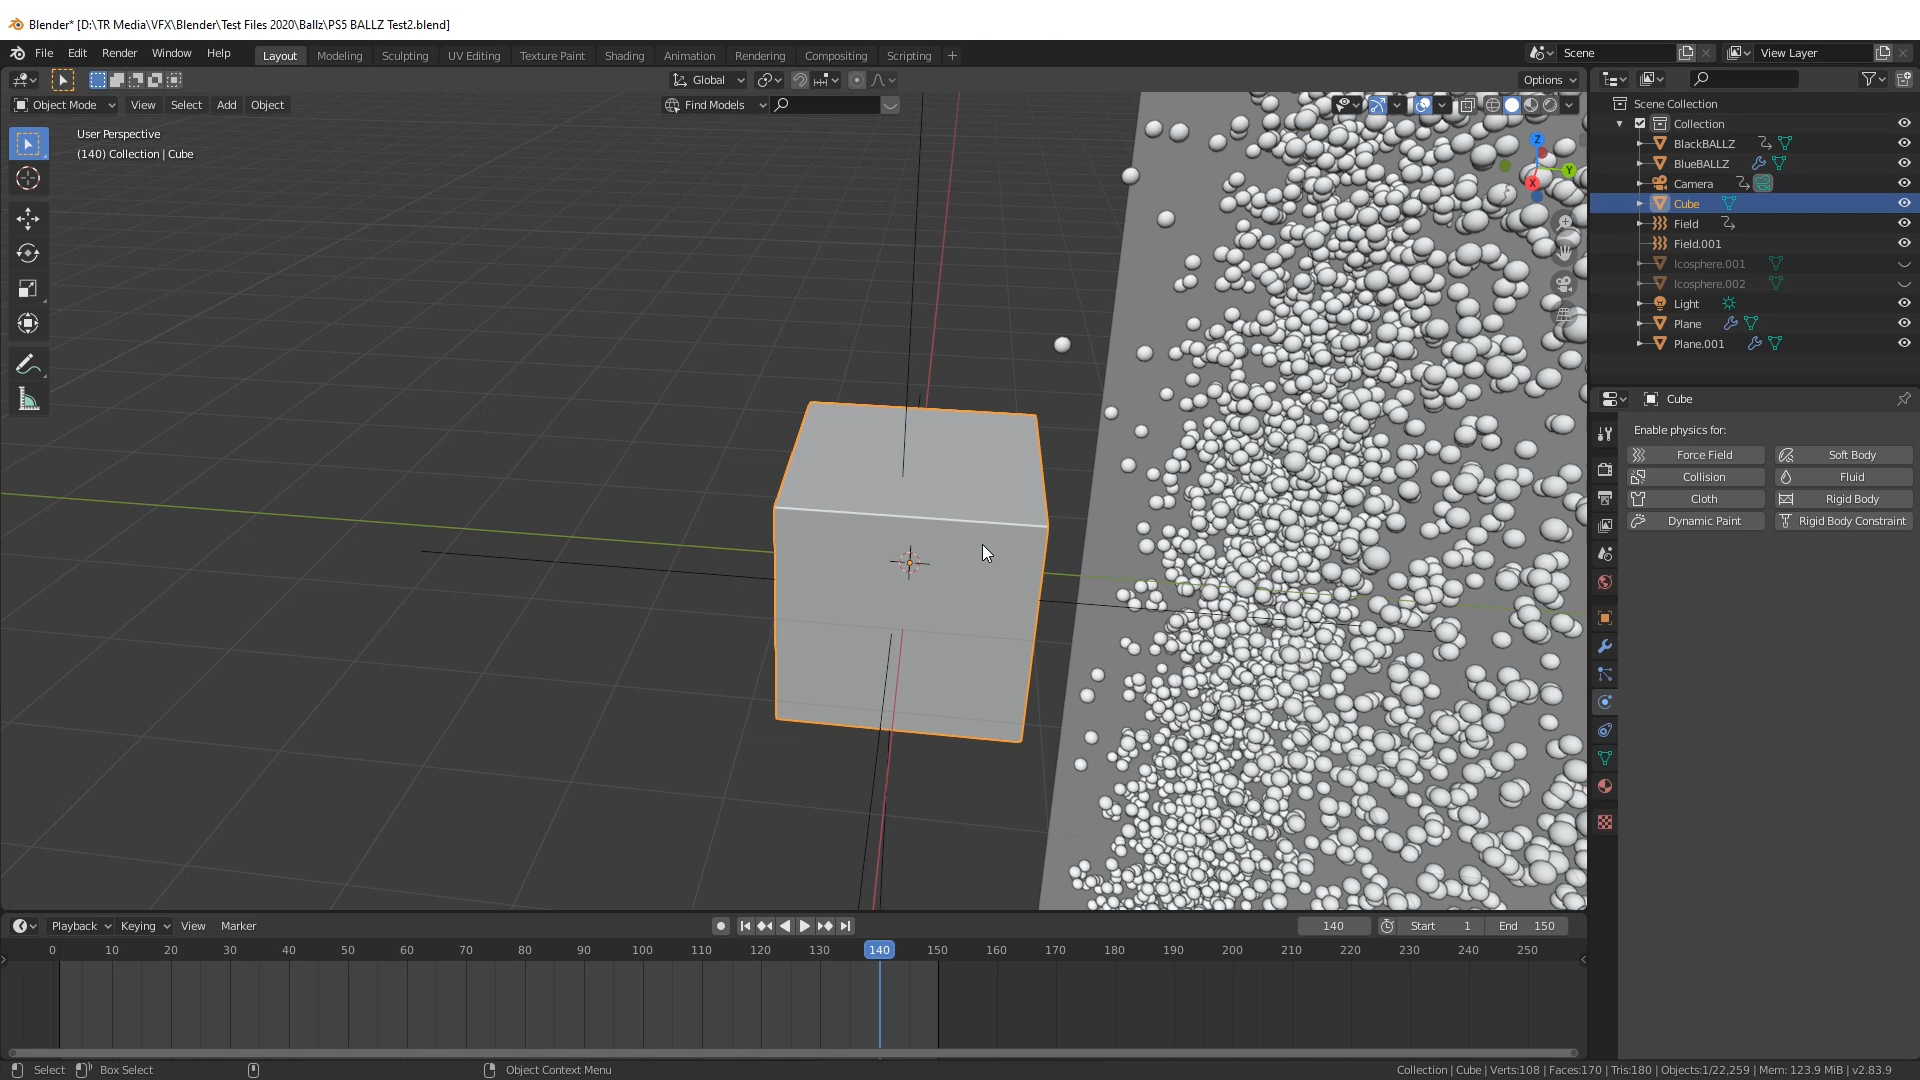 Blender* [D:\TR Media\VFX\Blender\Test Files 2020\Ballz\PS5 BALLZ Test2.blend]
File Edit Render Window Help Layout Modeling Sculpting UV Editing Texture Paint Shading Animation Rendering Compositing Scripting + Scene View Layer
Global Options
Object Mode View Select Add Object Find Models
User Perspective
(140) Collection | Cube
Z
Y
X
Scene Collection
Collection
BlackBALLZ
BlueBALLZ
Camera
Cube
Field
Field.001
Icosphere.001
Icosphere.002
Light
Plane
Plane.001
Cube
Enable physics for:
Force Field Soft Body
Collision Fluid
Cloth Rigid Body
Dynamic Paint Rigid Body Constraint
Playback Keying View Marker 140 Start 1 End 150
0 10 20 30 40 50 60 70 80 90 100 110 120 130 140 150 160 170 180 190 200 210 220 230 240 250
Select Box Select Object Context Menu Collection | Cube | Verts:108 | Faces:170 | Tris:180 | Objects:1/22,259 | Mem: 123.9 MiB | v2.83.9